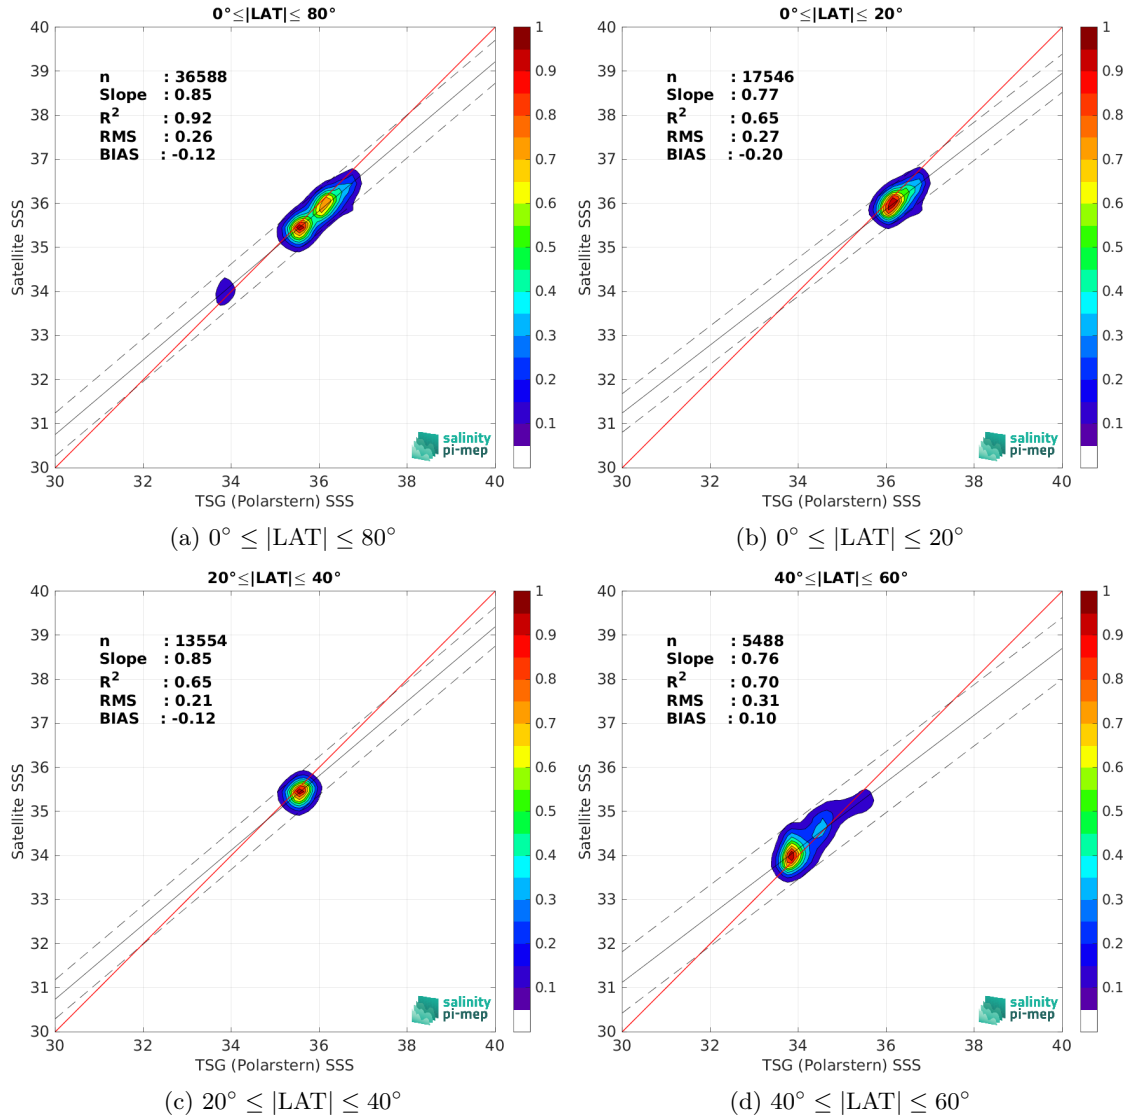 0°≤|LAT|≤ 80°
40
39
38
37
36
35
34
33
32
31
30
30 32 34 36 38 40
Satellite SSS
TSG (Polarstern) SSS
n : 36588
Slope : 0.85
R² : 0.92
RMS : 0.26
BIAS : -0.12
salinity
pi-mep
1
0.9
0.8
0.7
0.6
0.5
0.4
0.3
0.2
0.1
(a) 0° ≤ |LAT| ≤ 80°
0°≤|LAT|≤ 20°
40
39
38
37
36
35
34
33
32
31
30
30 32 34 36 38 40
Satellite SSS
TSG (Polarstern) SSS
n : 17546
Slope : 0.77
R² : 0.65
RMS : 0.27
BIAS : -0.20
salinity
pi-mep
1
0.9
0.8
0.7
0.6
0.5
0.4
0.3
0.2
0.1
(b) 0° ≤ |LAT| ≤ 20°
20°≤|LAT|≤ 40°
40
39
38
37
36
35
34
33
32
31
30
30 32 34 36 38 40
Satellite SSS
TSG (Polarstern) SSS
n : 13554
Slope : 0.85
R² : 0.65
RMS : 0.21
BIAS : -0.12
salinity
pi-mep
1
0.9
0.8
0.7
0.6
0.5
0.4
0.3
0.2
0.1
(c) 20° ≤ |LAT| ≤ 40°
40°≤|LAT|≤ 60°
40
39
38
37
36
35
34
33
32
31
30
30 32 34 36 38 40
Satellite SSS
TSG (Polarstern) SSS
n : 5488
Slope : 0.76
R² : 0.70
RMS : 0.31
BIAS : 0.10
salinity
pi-mep
1
0.9
0.8
0.7
0.6
0.5
0.4
0.3
0.2
0.1
(d) 40° ≤ |LAT| ≤ 60°